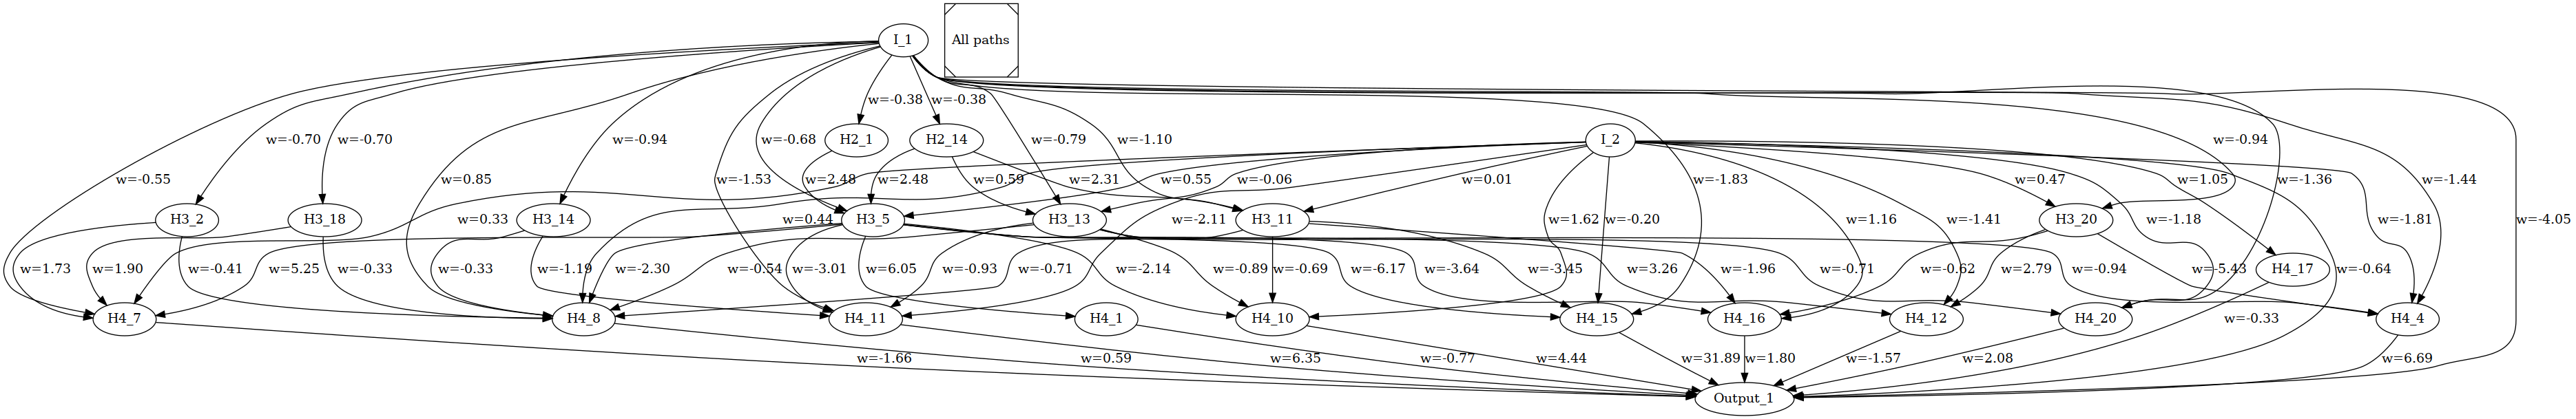 I_1
All paths
w=-0.38 w=-0.38
w=-0.70 w=-0.70 w=-0.94 w=-0.68 H2_1 H2_14 w=-0.79 w=-1.10 I_2 w=-0.94
w=-0.55 w=0.85 w=-1.53 w=2.48 w=2.48 w=0.59 w=2.31 w=0.55 w=-0.06 w=0.01 w=-1.83 w=0.47 w=1.05 w=-1.36 w=-1.44
H3_2 H3_18 w=0.33 H3_14 w=0.44 H3_5 H3_13 w=-2.11 H3_11 w=1.62 w=-0.20 w=1.16 w=-1.41 H3_20 w=-1.18 w=-1.81 w=-4.05
w=1.73 w=1.90 w=-0.41 w=5.25 w=-0.33 w=-0.33 w=-1.19 w=-2.30 w=-0.54 w=-3.01 w=6.05 w=-0.93 w=-0.71 w=-2.14 w=-0.89 w=-0.69 w=-6.17 w=-3.64 w=-3.45 w=3.26 w=-1.96 w=-0.71 w=-0.62 w=2.79 w=-0.94 w=-5.43 H4_17 w=-0.64
H4_7 H4_8 H4_11 H4_1 H4_10 H4_15 H4_16 H4_12 H4_20 w=-0.33 H4_4
w=-1.66 w=0.59 w=6.35 w=-0.77 w=4.44 w=31.89 w=1.80 w=-1.57 w=2.08 w=6.69
Output_1